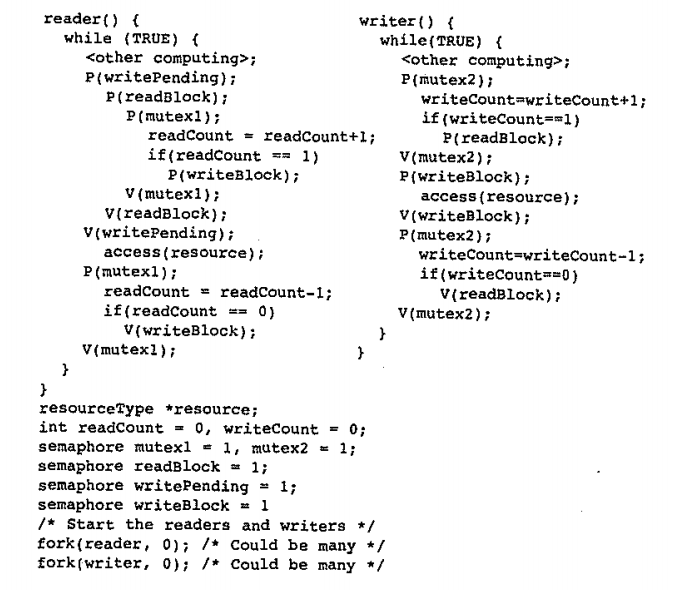 reader() {
while (TRUE) {
<other computing>;
P(writePending);
P(readBlock);
P(mutex1);
readCount = readCount+1;
if(readCount == 1)
P(writeBlock);
V(mutex1);
V(readBlock);
V(writePending);
access(resource);
P(mutex1);
readCount = readCount-1;
if(readCount == 0)
V(writeBlock);
V(mutex1);
}
}
writer() {
while(TRUE) {
<other computing>;
P(mutex2);
writeCount=writeCount+1;
if(writeCount==1)
P(readBlock);
V(mutex2);
P(writeBlock);
access(resource);
V(writeBlock);
P(mutex2);
writeCount=writeCount-1;
if(writeCount==0)
V(readBlock);
V(mutex2);
}
}
resourceType *resource;
int readCount = 0, writeCount = 0;
semaphore mutex1 = 1, mutex2 = 1;
semaphore readBlock = 1;
semaphore writePending = 1;
semaphore writeBlock = 1
/* Start the readers and writers */
fork(reader, 0); /* Could be many */
fork(writer, 0); /* Could be many */